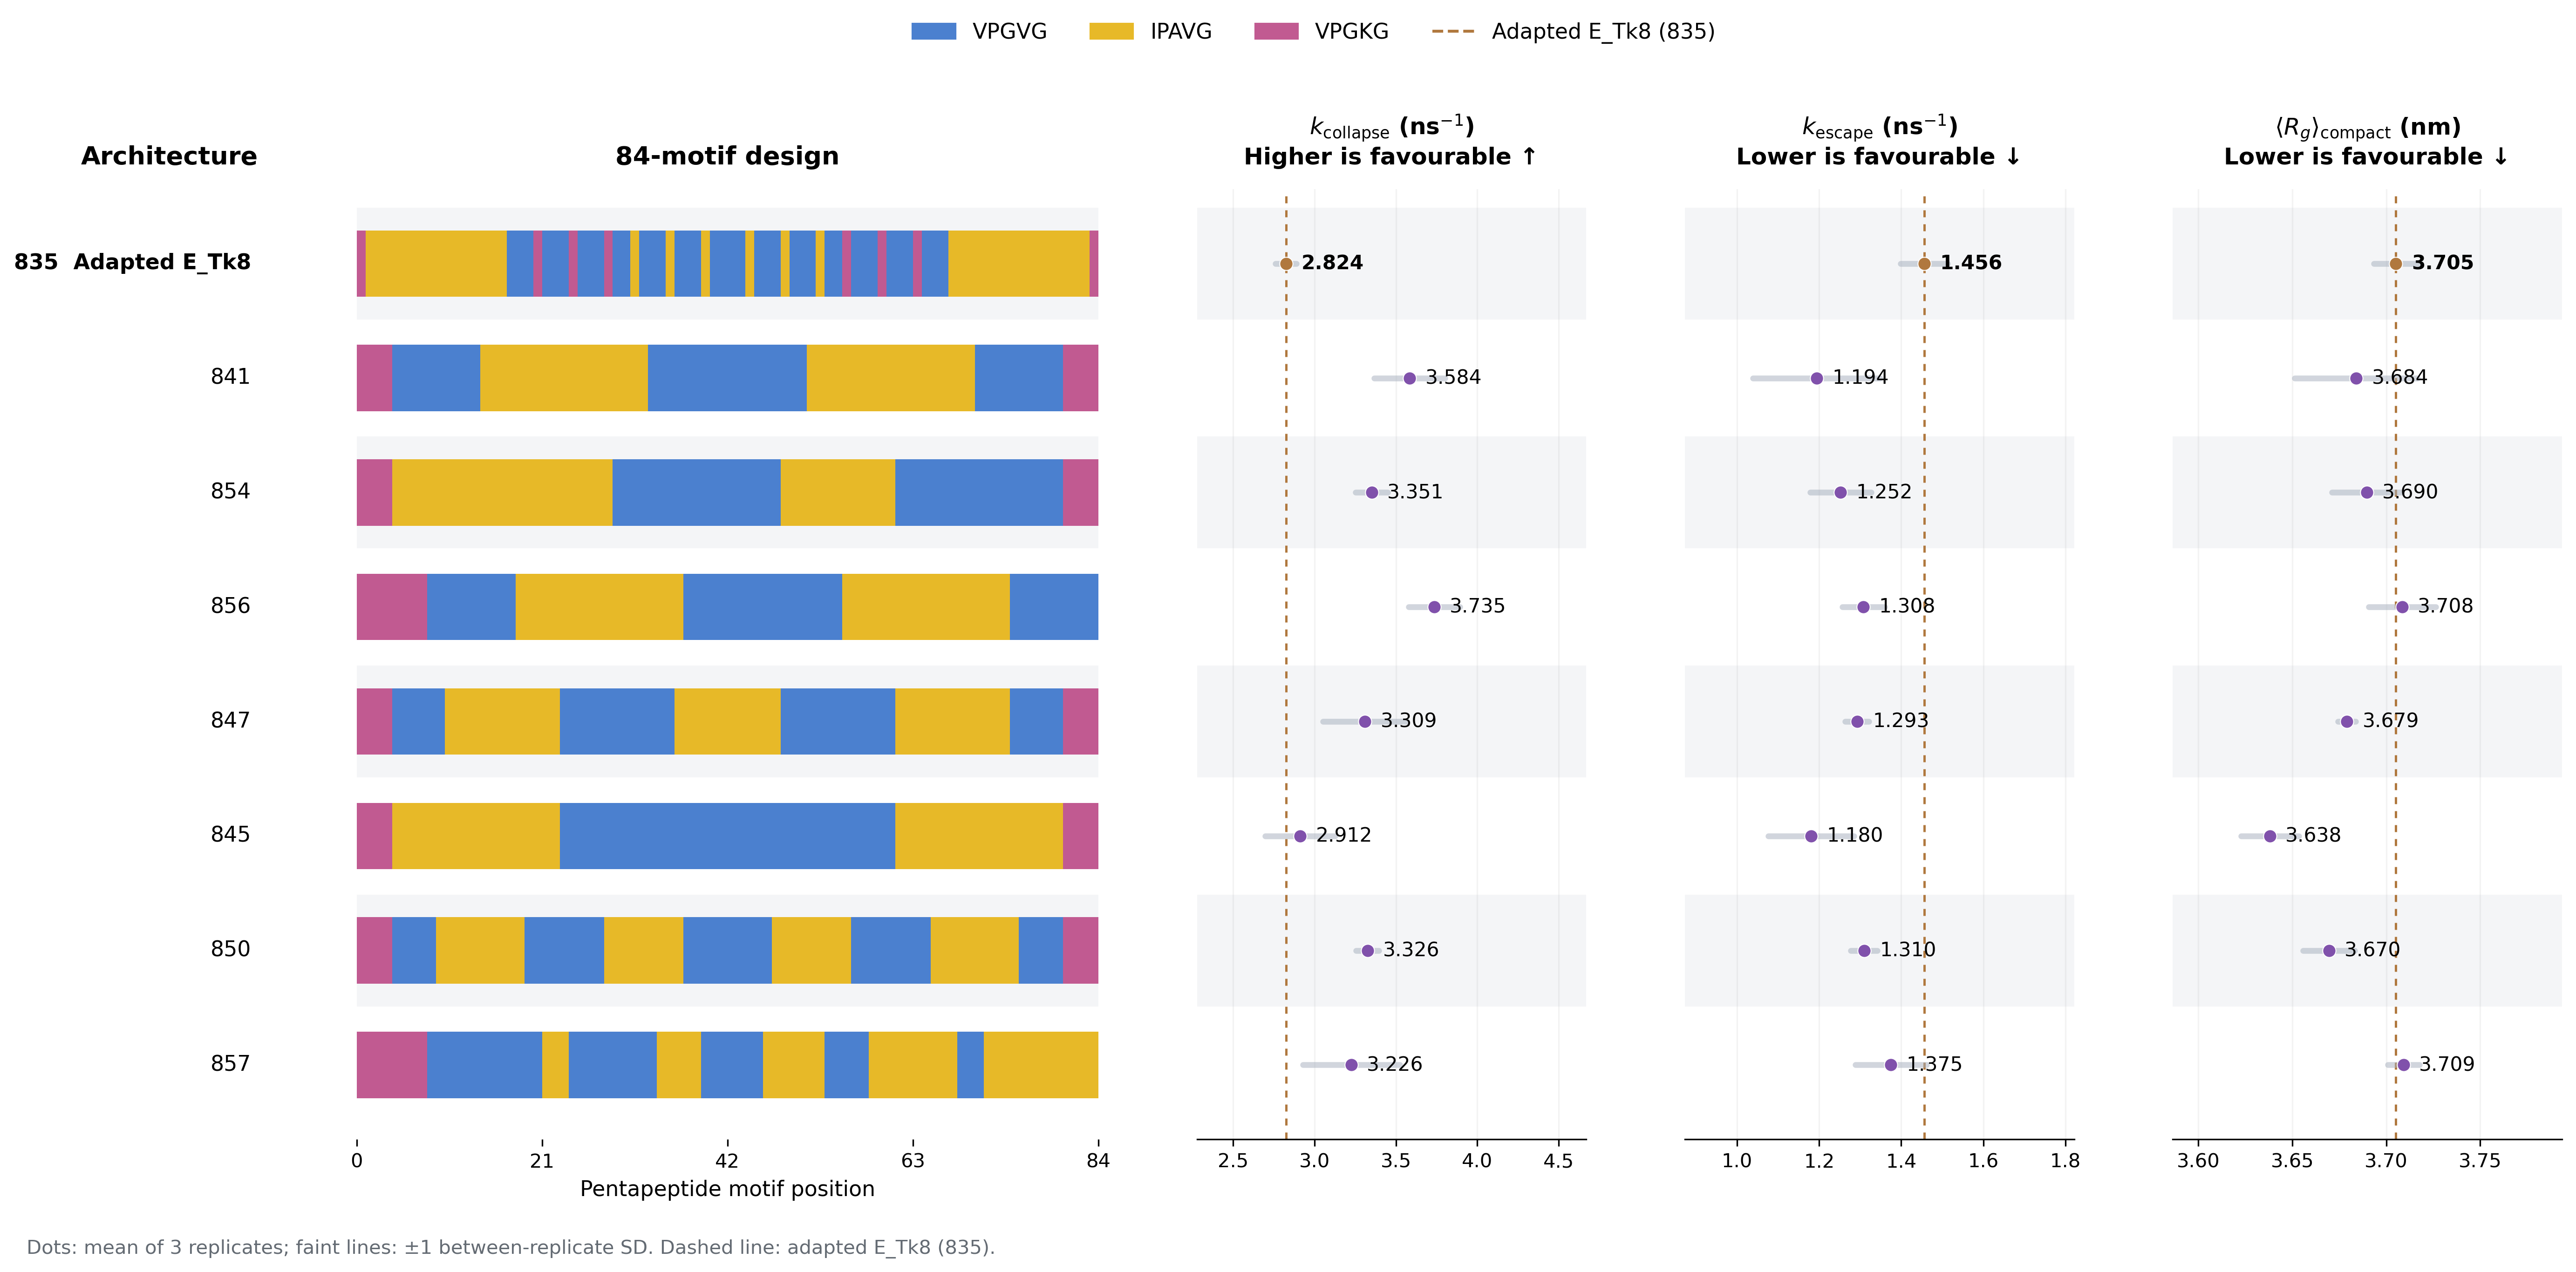 VPGVG IPAVG VPGKG Adapted E_Tk8 (835)
Architecture
84-motif design
k_collapse (ns⁻¹)
Higher is favourable ↑
k_escape (ns⁻¹)
Lower is favourable ↓
⟨R_g⟩_compact (nm)
Lower is favourable ↓
835 Adapted E_Tk8 2.824 1.456 3.705
841 3.584 1.194 3.684
854 3.351 1.252 3.690
856 3.735 1.308 3.708
847 3.309 1.293 3.679
845 2.912 1.180 3.638
850 3.326 1.310 3.670
857 3.226 1.375 3.709
0 21 42 63 84
Pentapeptide motif position
2.5 3.0 3.5 4.0 4.5
1.0 1.2 1.4 1.6 1.8
3.60 3.65 3.70 3.75
Dots: mean of 3 replicates; faint lines: ±1 between-replicate SD. Dashed line: adapted E_Tk8 (835).